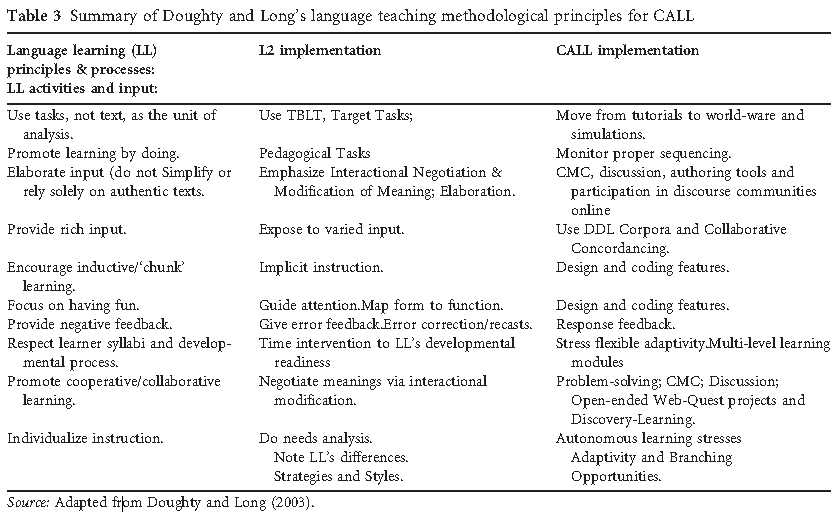 Table 3 Summary of Doughty and Long's language teaching methodological principles for CALL
Language learning (LL) principles & processes: LL activities and input: L2 implementation CALL implementation
Use tasks, not text, as the unit of Use TBLT, Target Tasks; Move from tutorials to world-ware and
analysis. simulations.
Promote learning by doing. Pedagogical Tasks Monitor proper sequencing.
Elaborate input (do not Simplify or Emphasize Interactional Negotiation & CMC, discussion, authoring tools and
rely solely on authentic texts. Modification of Meaning; Elaboration. participation in discourse communities
online
Provide rich input. Expose to varied input. Use DDL Corpora and Collaborative
Concordancing.
Encourage inductive/'chunk' Implicit instruction. Design and coding features.
learning.
Focus on having fun. Guide attention.Map form to function. Design and coding features.
Provide negative feedback. Give error feedback.Error correction/recasts. Response feedback.
Respect learner syllabi and develop- Time intervention to LL's developmental Stress flexible adaptivity.Multi-level learning
mental process. readiness modules
Promote cooperative/collaborative Negotiate meanings via interactional Problem-solving; CMC; Discussion;
learning. modification. Open-ended Web-Quest projects and
Discovery-Learning.
Individualize instruction. Do needs analysis. Autonomous learning stresses
Note LL's differences. Adaptivity and Branching
Strategies and Styles. Opportunities.
Source: Adapted from Doughty and Long (2003).